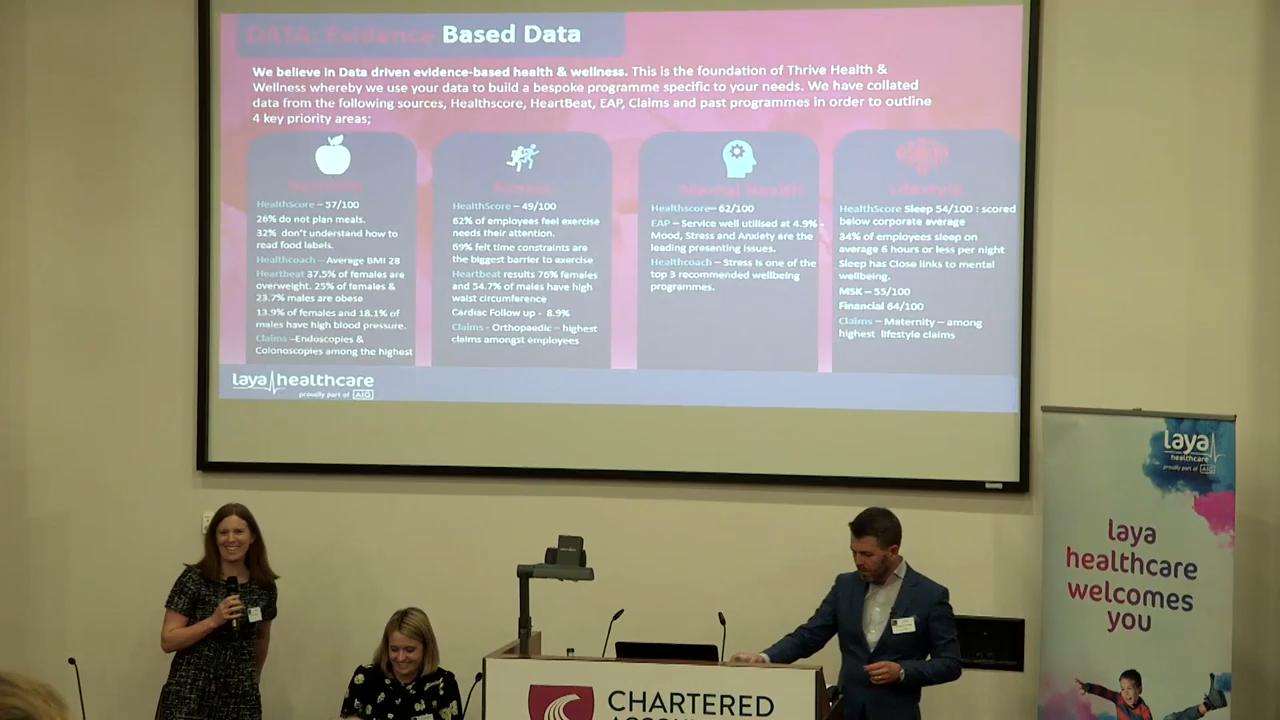 DATA: Evidence Based Data
We believe in Data driven evidence-based health & wellness. This is the foundation of Thrive Health &
Wellness whereby we use your data to build a bespoke programme specific to your needs. We have collated
data from the following sources, Healthscore, HeartBeat, EAP, Claims and past programmes in order to outline
4 key priority areas;
HealthScore – 57/100
26% do not plan meals.
32% don't understand how to
read food labels.
Healthcoach – Average BMI 28
Heartbeat 37.5% of females are
overweight. 25% of females &
23.7% males are obese
13.9% of females and 18.1% of
males have high blood pressure.
Claims –Endoscopies &
Colonoscopies among the highest
HealthScore – 49/100
62% of employees feel exercise
needs their attention.
69% felt time constraints are
the biggest barrier to exercise
Heartbeat results 76% females
and 54.7% of males have high
waist circumference
Cardiac Follow up - 8.9%
Claims - Orthopaedic – highest
claims amongst employees
Mental Health
Healthscore– 62/100
EAP – Service well utilised at 4.9% -
Mood, Stress and Anxiety are the
leading presenting issues.
Healthcoach – Stress is one of the
top 3 recommended wellbeing
programmes.
Lifestyle
HealthScore Sleep 54/100 : scored
below corporate average
34% of employees sleep on
average 6 hours or less per night
Sleep has Close links to mental
wellbeing.
MSK – 55/100
Financial 64/100
Claims – Maternity – among
highest lifestyle claims
laya healthcare
proudly part of AIG
laya
healthcare
proudly part of AIG
laya
healthcare
welcomes
you
CHARTERED